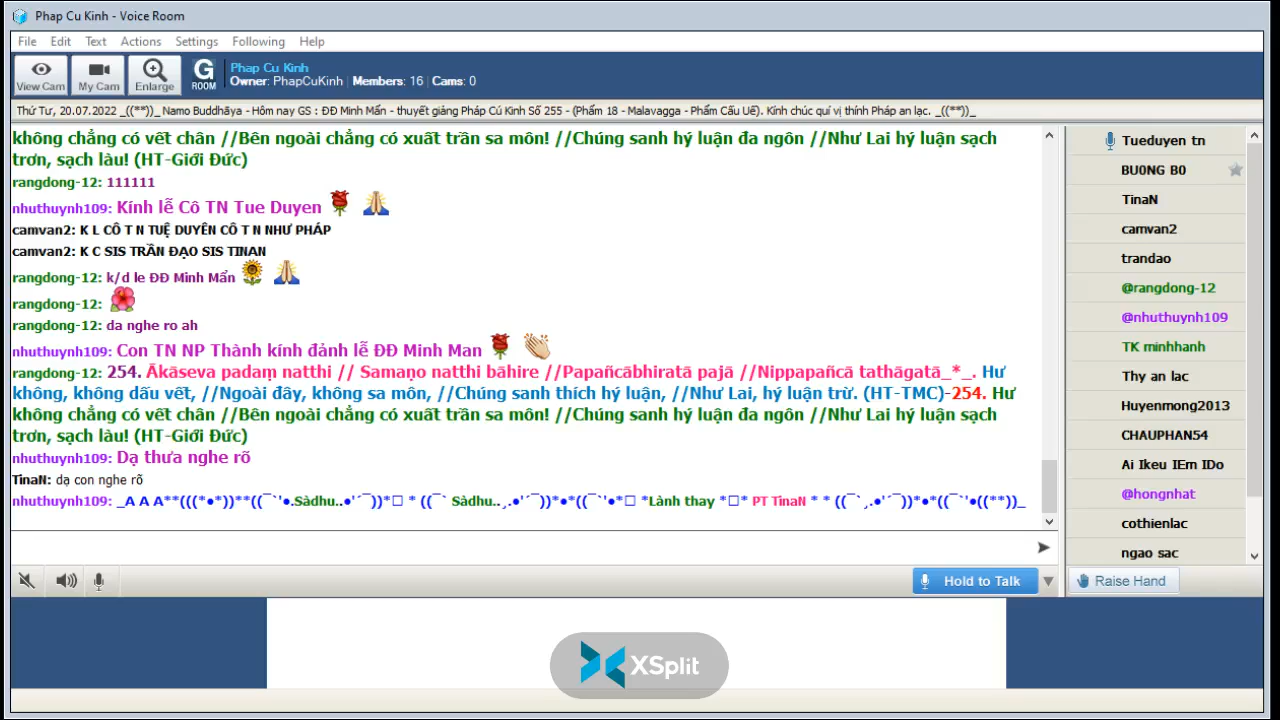 Phap Cu Kinh - Voice Room
File Edit Text Actions Settings Following Help
View Cam
My Cam
Enlarge
G ROOM
Phap Cu Kinh
Owner: PhapCuKinh | Members: 16 | Cams: 0
Thứ Tư, 20.07.2022 _((**))_ Namo Buddhāya - Hôm nay GS : ĐĐ Minh Mẩn - thuyết giảng Pháp Cú Kinh Số 255 - (Phẩm 18 - Malavagga - Phẩm Cấu Uế). Kính chúc quí vị thính Pháp an lạc. _((**))_
không chẳng có vết chân //Bên ngoài chẳng có xuất trần sa môn! //Chúng sanh hý luận đa ngôn //Như Lai hý luận sạch
trơn, sạch làu! (HT-Giới Đức)
rangdong-12: 111111
nhuthuynh109: Kính lễ Cô TN Tue Duyen
camvan2: K L CÔ T N TUỆ DUYÊN CÔ T N NHƯ PHÁP
camvan2: K C SIS TRẦN ĐẠO SIS TINAN
rangdong-12: k/d le ĐĐ Minh Mẩn
rangdong-12:
rangdong-12: da nghe ro ah
nhuthuynh109: Con TN NP Thành kính đảnh lễ ĐĐ Minh Man
rangdong-12: 254. Ākāseva padaṃ natthi // Samaṇo natthi bāhire //Papañcābhiratā pajā //Nippapañcā tathāgatā_*_. Hư
không, không dấu vết, //Ngoài đây, không sa môn, //Chúng sanh thích hý luận, //Như Lai, hý luận trừ. (HT-TMC)-254. Hư
không chẳng có vết chân //Bên ngoài chẳng có xuất trần sa môn! //Chúng sanh hý luận đa ngôn //Như Lai hý luận sạch
trơn, sạch làu! (HT-Giới Đức)
nhuthuynh109: Dạ thưa nghe rõ
TinaN: dạ con nghe rõ
nhuthuynh109: _A A A**(((*•*))**((¯`'•.Sàdhu..•'´¯))*□ * ((¯` Sàdhu..¸.•'´¯))*•*((¯`'•*□ *Lành thay *□* PT TinaN * * ((¯`¸.•'´¯))*•*((¯`'•((**))_
Hold to Talk
Tueduyen tn
BU0NG B0
TinaN
camvan2
trandao
@rangdong-12
@nhuthuynh109
TK minhhanh
Thy an lac
Huyenmong2013
CHAUPHAN54
Ai Ikeu IEm IDo
@hongnhat
cothienlac
ngao sac
Raise Hand
XSplit